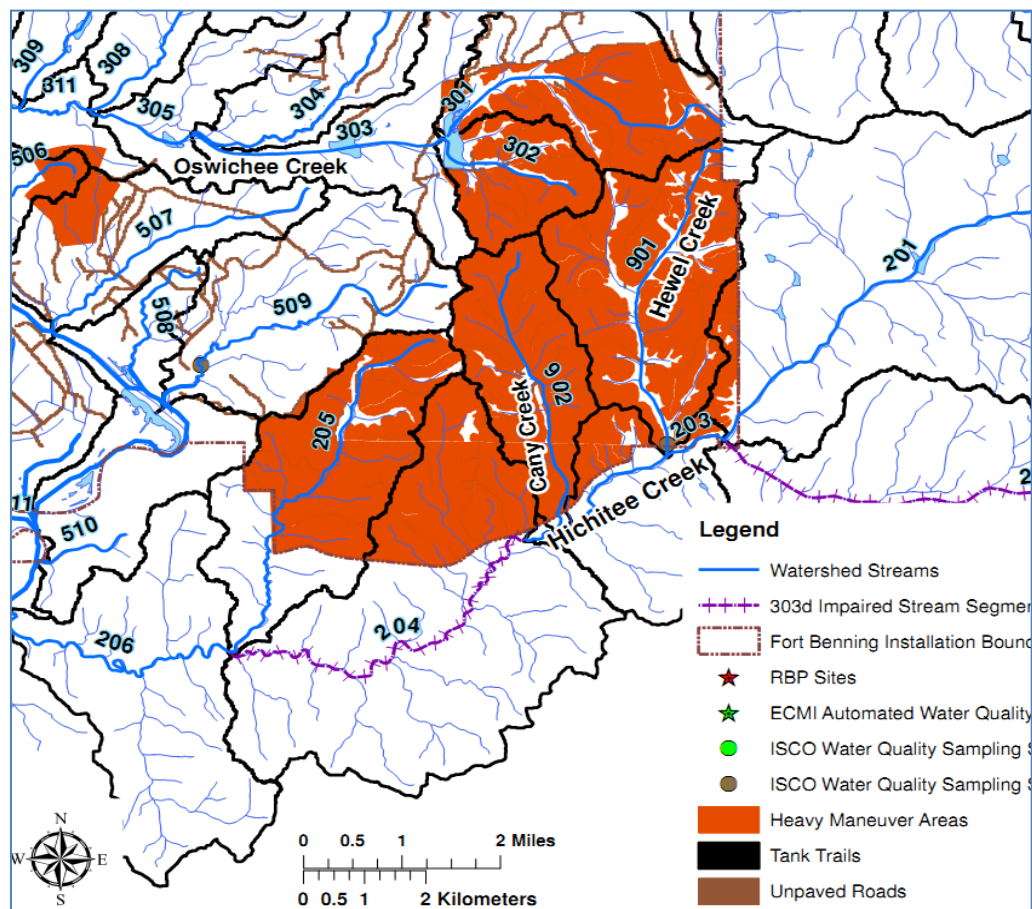 309
308
311
305
304
301
303
302
506
Oswichee Creek
507
901
Hewel Creek
201
509
508
902
205
Cany Creek
203
Hichitee Creek
11
510
2
206
204
Legend
Watershed Streams
303d Impaired Stream Segmen
Fort Benning Installation Bound
RBP Sites
ECMI Automated Water Quality
ISCO Water Quality Sampling S
ISCO Water Quality Sampling S
Heavy Maneuver Areas
Tank Trails
Unpaved Roads
N
W E
S
0 0.5 1 2 Miles
0 0.5 1 2 Kilometers